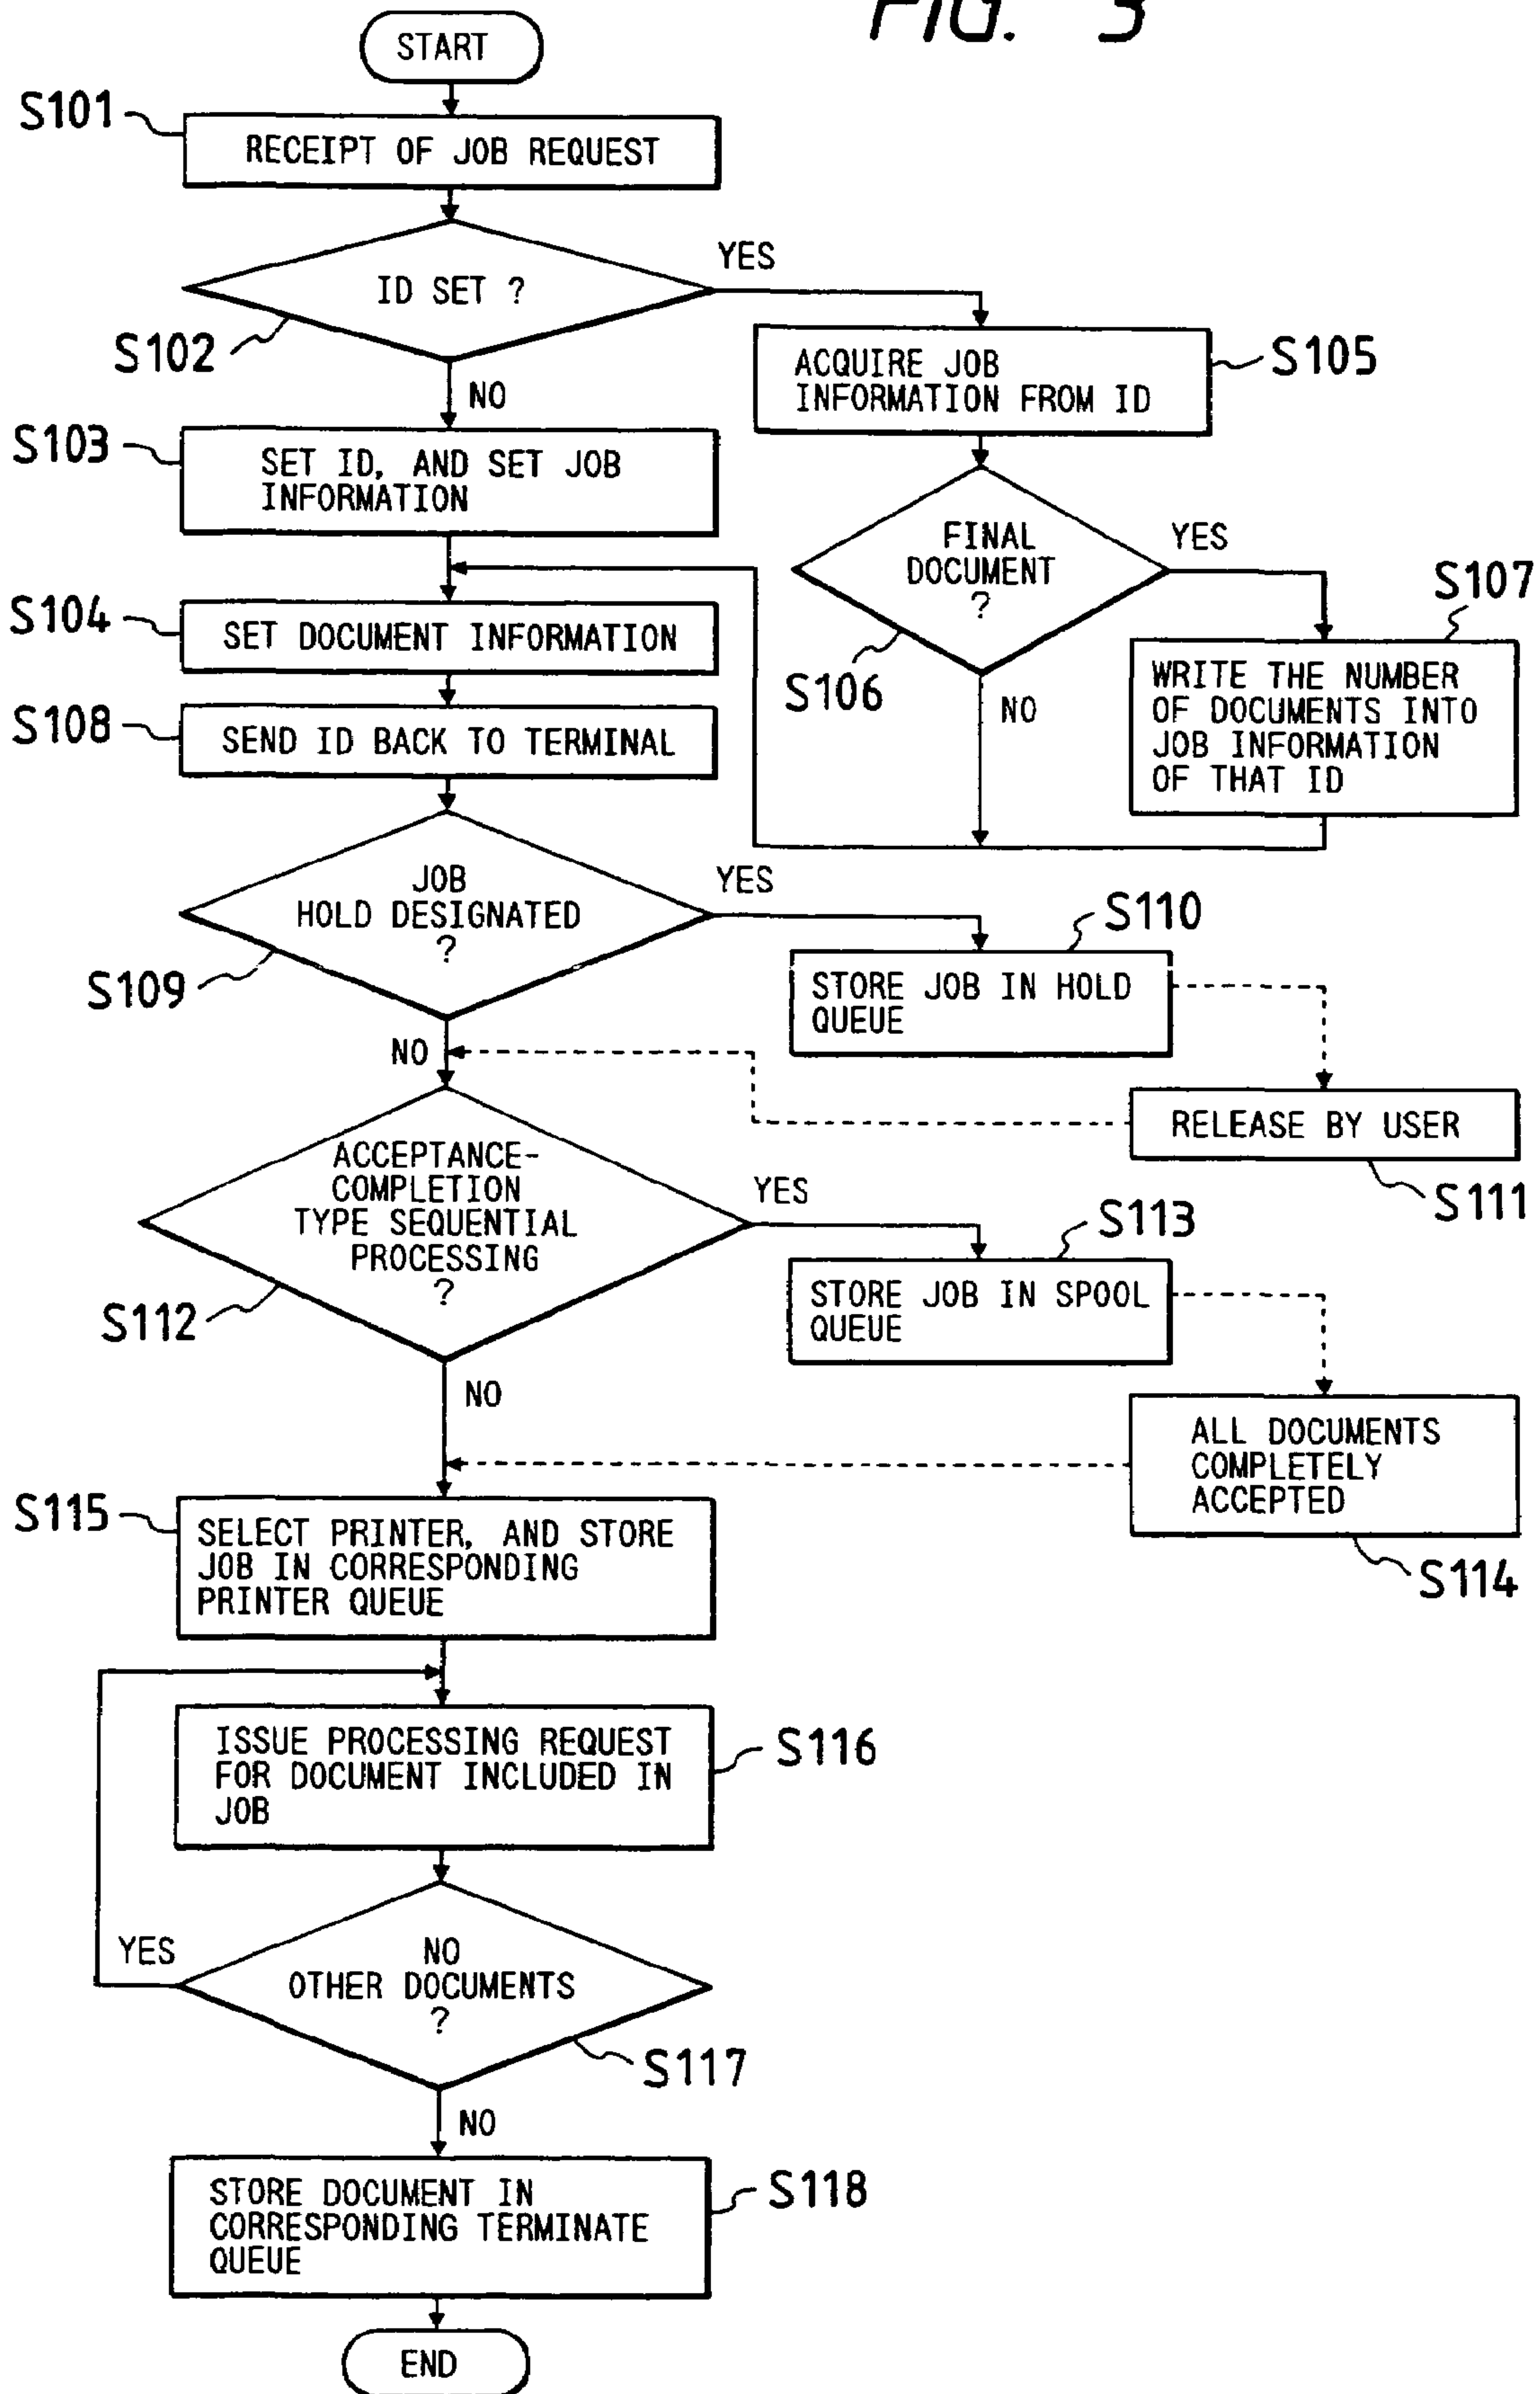 FIG. 3
START
S101
RECEIPT OF JOB REQUEST
ID SET ?
YES
S102
NO
ACQUIRE JOB
INFORMATION FROM ID
S105
S103
SET ID, AND SET JOB
INFORMATION
FINAL
DOCUMENT
?
YES
S106
NO
S107
WRITE THE NUMBER
OF DOCUMENTS INTO
JOB INFORMATION
OF THAT ID
S104
SET DOCUMENT INFORMATION
S108
SEND ID BACK TO TERMINAL
JOB
HOLD DESIGNATED
?
YES
S109
NO
S110
STORE JOB IN HOLD
QUEUE
RELEASE BY USER
S111
ACCEPTANCE-
COMPLETION
TYPE SEQUENTIAL
PROCESSING
?
YES
S112
NO
S113
STORE JOB IN SPOOL
QUEUE
ALL DOCUMENTS
COMPLETELY
ACCEPTED
S114
S115
SELECT PRINTER, AND STORE
JOB IN CORRESPONDING
PRINTER QUEUE
ISSUE PROCESSING REQUEST
FOR DOCUMENT INCLUDED IN
JOB
S116
YES
NO
OTHER DOCUMENTS
?
S117
NO
STORE DOCUMENT IN
CORRESPONDING TERMINATE
QUEUE
S118
END